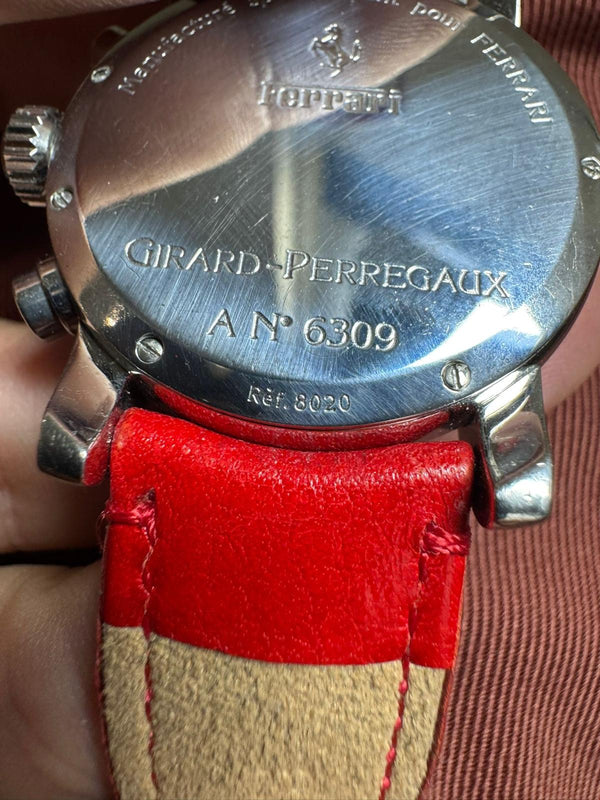 Manufacturé pour FERRARI
Ferrari
GIRARD-PERREGAUX
A N° 6309
Réf. 8020